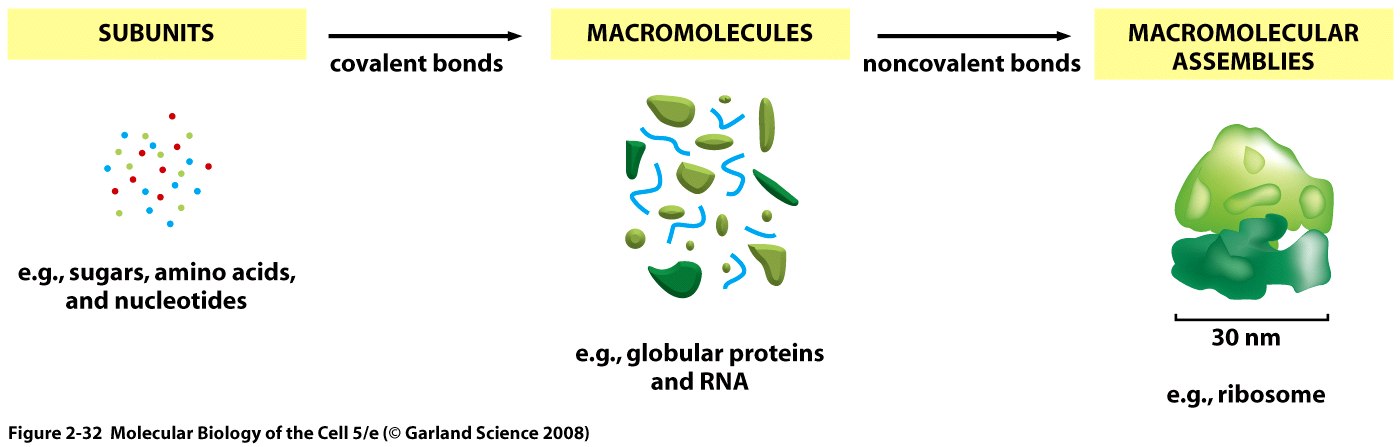 SUBUNITS
covalent bonds
MACROMOLECULES
noncovalent bonds
MACROMOLECULAR
ASSEMBLIES
e.g., sugars, amino acids,
and nucleotides
e.g., globular proteins
and RNA
30 nm
e.g., ribosome
Figure 2-32 Molecular Biology of the Cell 5/e (© Garland Science 2008)